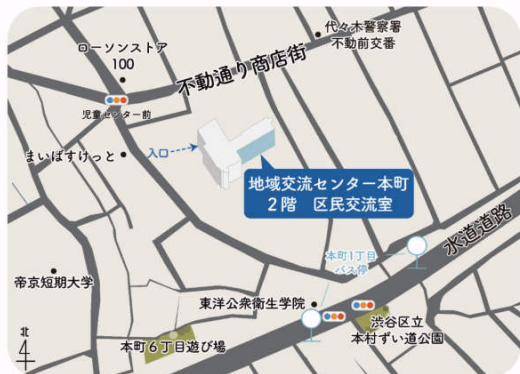 代々木警察署
不動前交番
ローソンストア
100
不動通り商店街
児童センター前
まいばすけっと
入口
地域交流センター本町
2階　区民交流室
水道道路
本町1丁目
バス停
帝京短期大学
東洋公衆衛生学院
渋谷区立
本村ずい道公園
本町6丁目遊び場
北